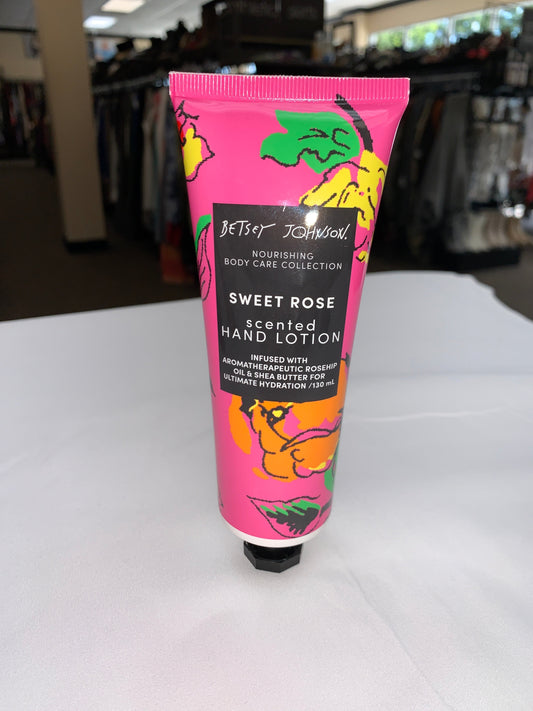 BETSEY JOHNSON.
NOURISHING
BODY CARE COLLECTION
SWEET ROSE
scented
HAND LOTION
INFUSED WITH
AROMATHERAPEUTIC ROSEHIP
OIL & SHEA BUTTER FOR
ULTIMATE HYDRATION / 130 mL